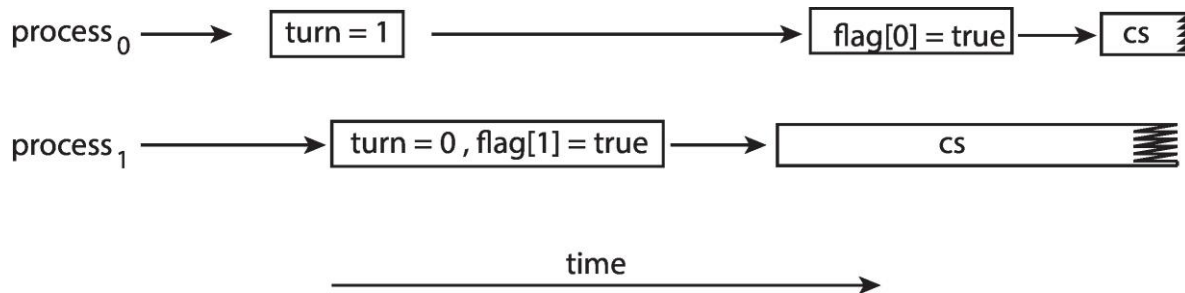 process₀ turn = 1 flag[0] = true cs
process₁ turn = 0 , flag[1] = true cs
time